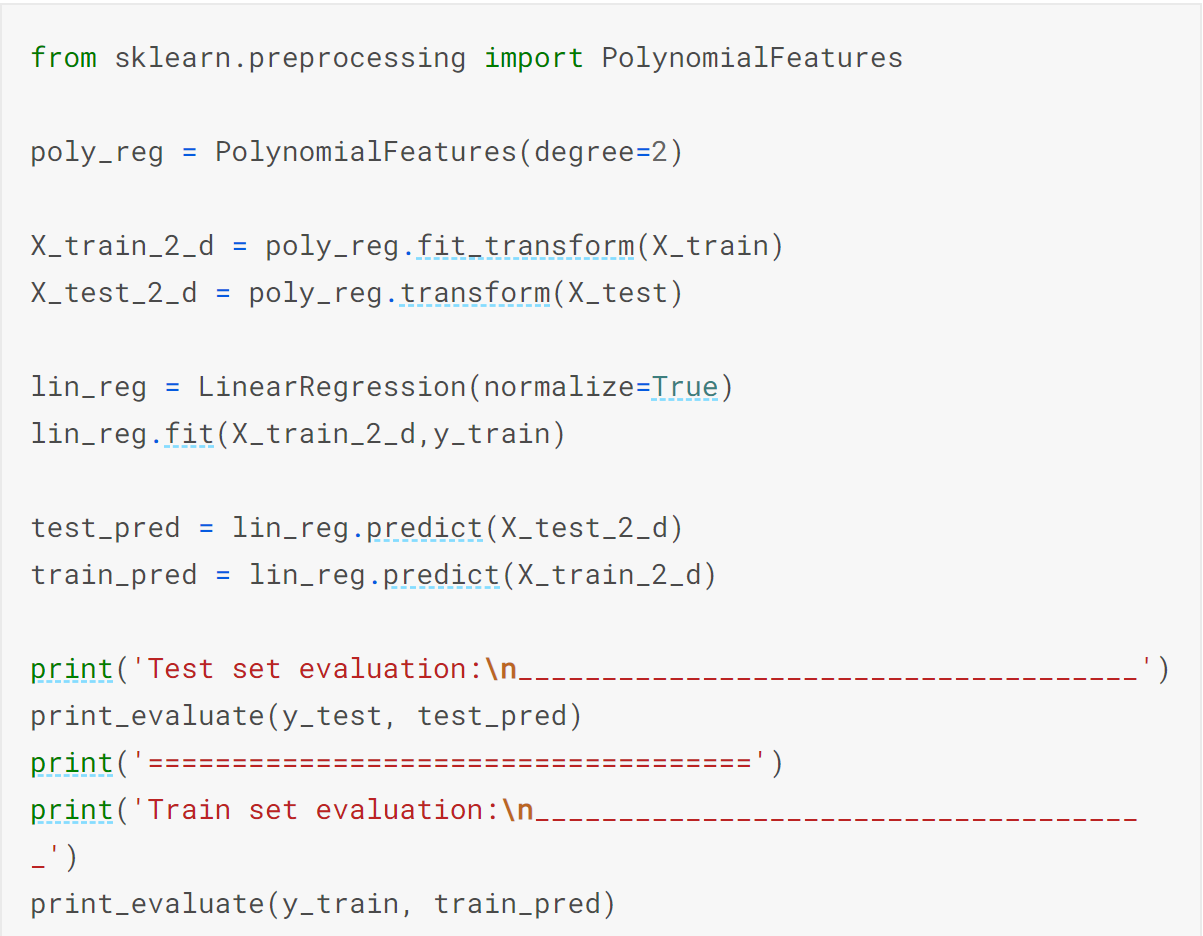 from sklearn.preprocessing import PolynomialFeatures
poly_reg = PolynomialFeatures(degree=2)
X_train_2_d = poly_reg.fit_transform(X_train)
X_test_2_d = poly_reg.transform(X_test)
lin_reg = LinearRegression(normalize=True)
lin_reg.fit(X_train_2_d,y_train)
test_pred = lin_reg.predict(X_test_2_d)
train_pred = lin_reg.predict(X_train_2_d)
print('Test set evaluation:\n_____________________________________')
print_evaluate(y_test, test_pred)
print('====================================')
print('Train set evaluation:\n____________________________________
_')
print_evaluate(y_train, train_pred)